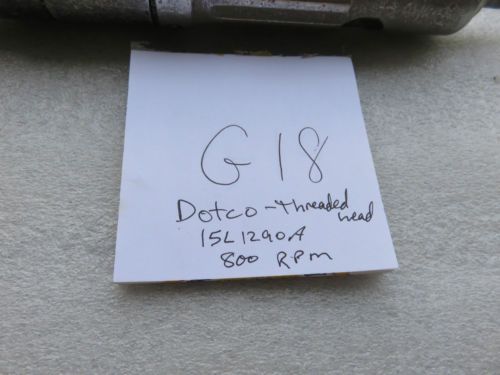 G18
Dotco - threaded
head
15L1290A
800 RPM